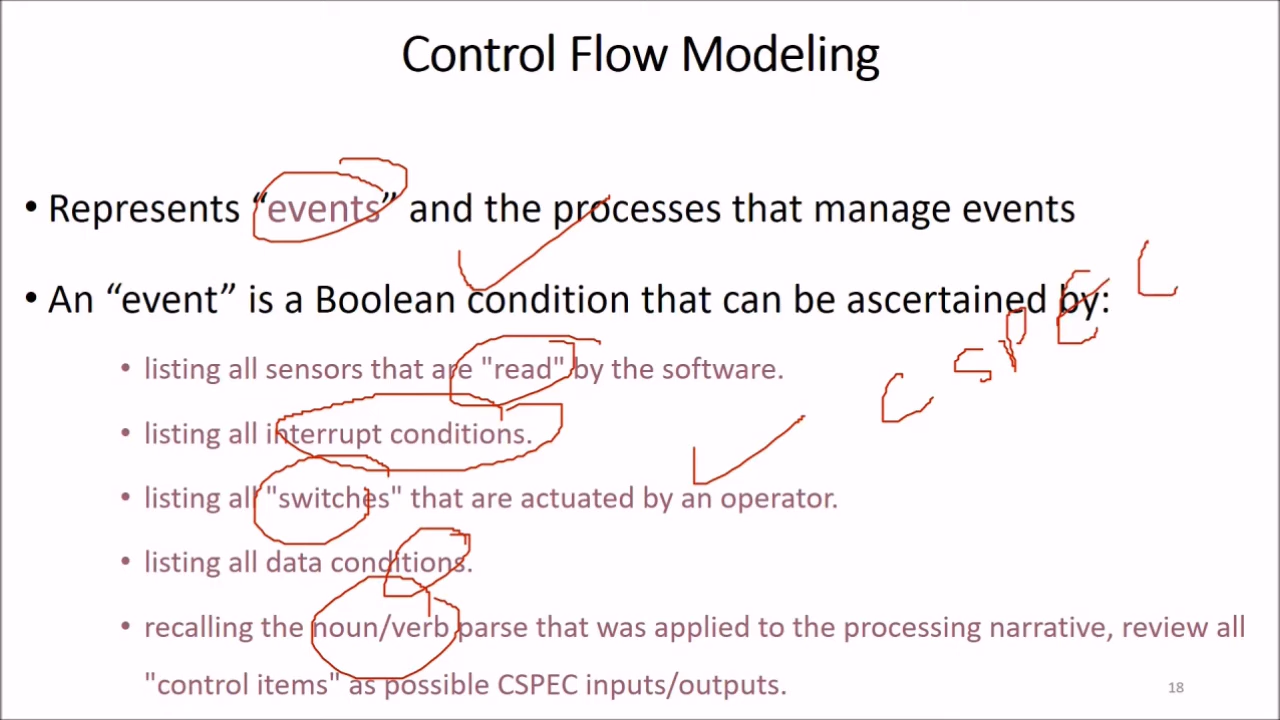 Control Flow Modeling
• Represents “events” and the processes that manage events
• An “event” is a Boolean condition that can be ascertained by:
• listing all sensors that are "read" by the software.
• listing all interrupt conditions.
• listing all "switches" that are actuated by an operator.
• listing all data conditions.
• recalling the noun/verb parse that was applied to the processing narrative, review all
"control items" as possible CSPEC inputs/outputs.
C S P E C
18